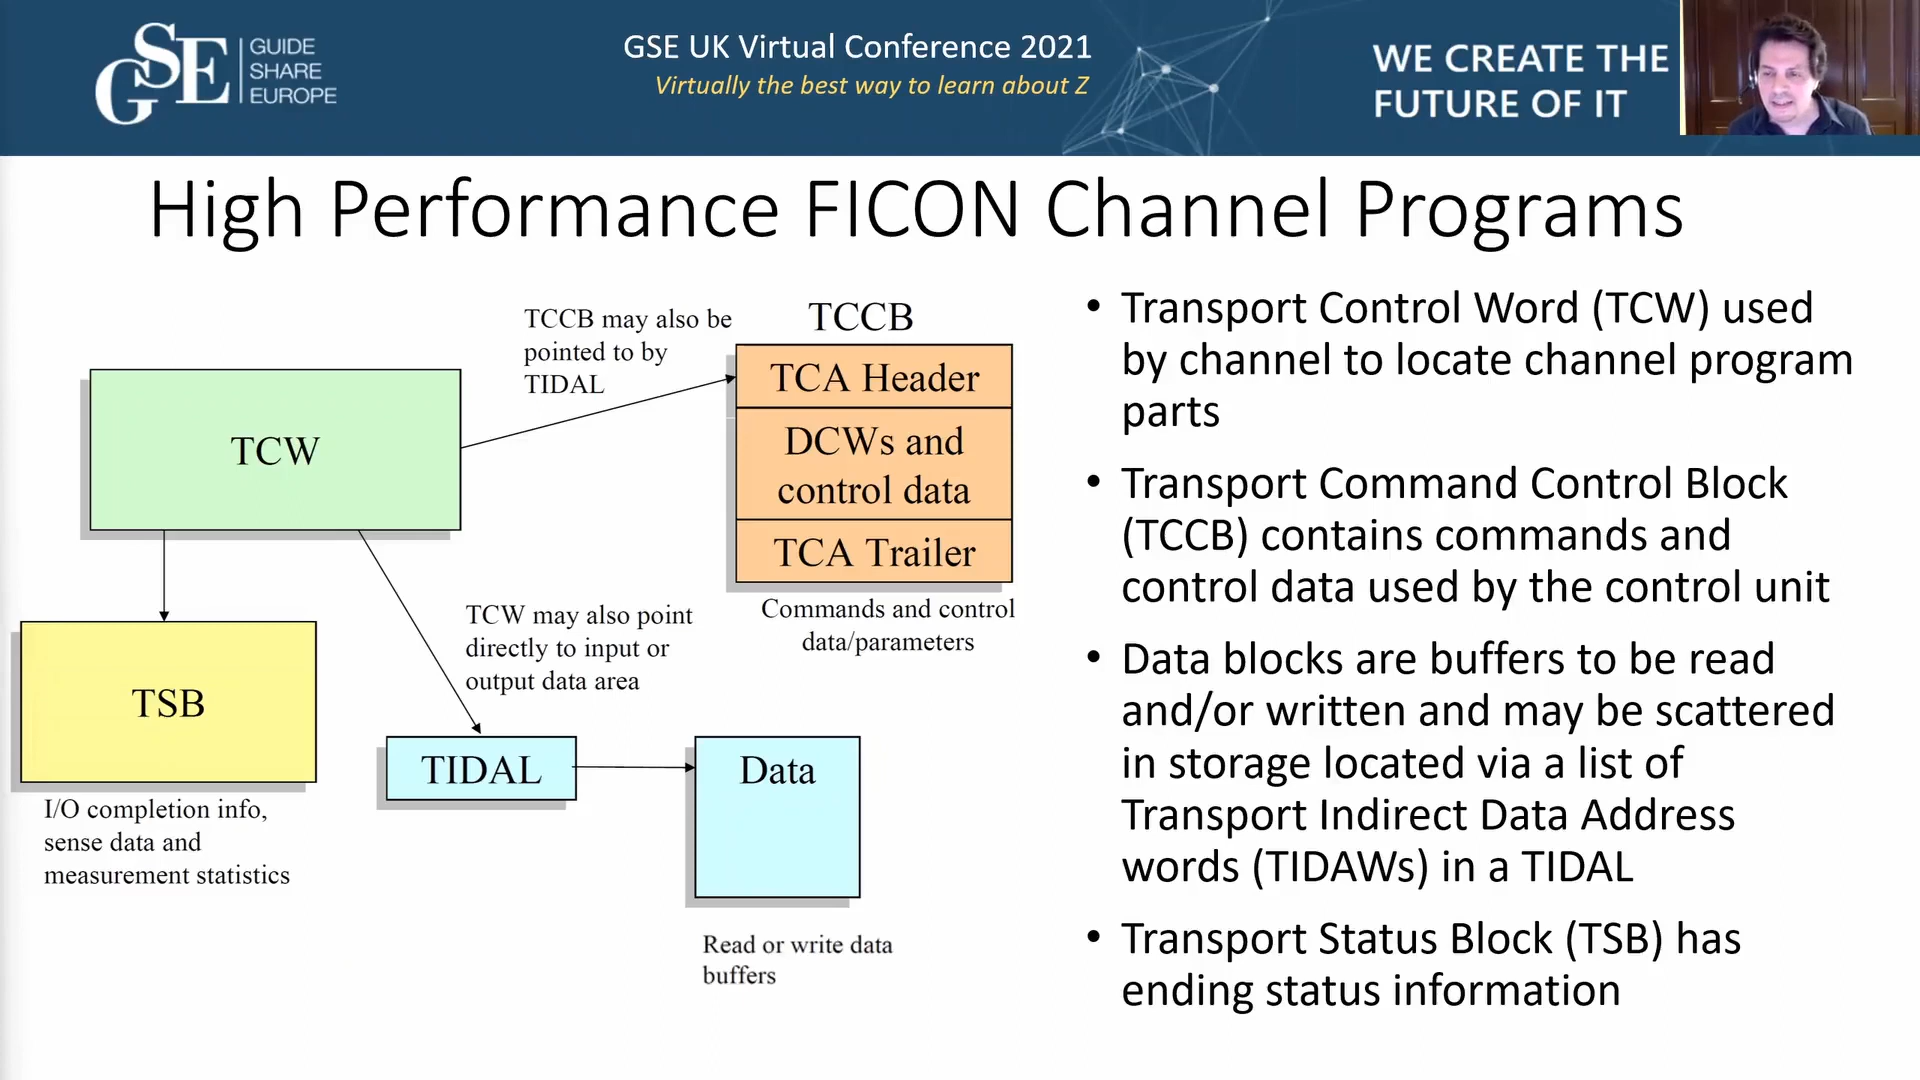 GSE
GUIDE
SHARE
EUROPE
GSE UK Virtual Conference 2021
Virtually the best way to learn about Z
WE CREATE THE
FUTURE OF IT
High Performance FICON Channel Programs
TCCB may also be
pointed to by
TIDAL
TCCB
TCA Header
DCWs and
control data
TCA Trailer
Commands and control
data/parameters
TCW
TCW may also point
directly to input or
output data area
TSB
I/O completion info,
sense data and
measurement statistics
TIDAL
Data
Read or write data
buffers
• Transport Control Word (TCW) used
by channel to locate channel program
parts
• Transport Command Control Block
(TCCB) contains commands and
control data used by the control unit
• Data blocks are buffers to be read
and/or written and may be scattered
in storage located via a list of
Transport Indirect Data Address
words (TIDAWs) in a TIDAL
• Transport Status Block (TSB) has
ending status information